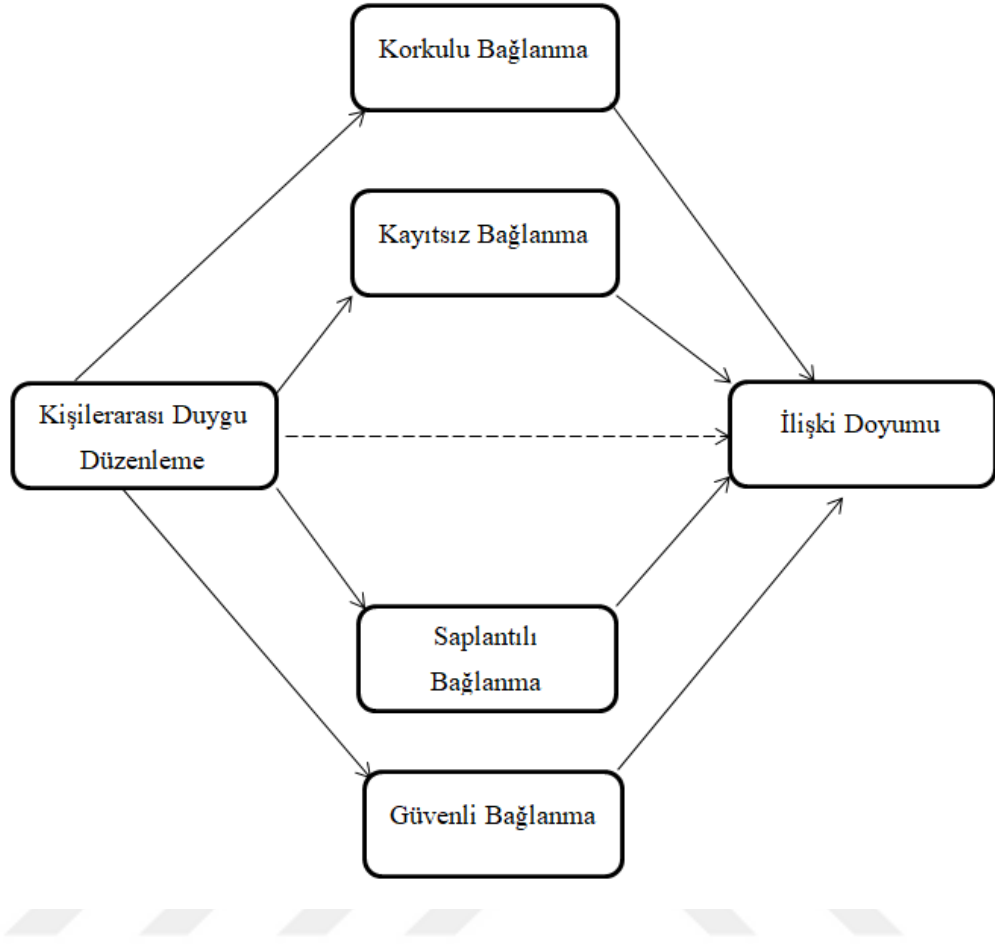 Korkulu Bağlanma
Kayıtsız Bağlanma
Kişilerarası Duygu
Düzenleme
İlişki Doyumu
Saplantılı
Bağlanma
Güvenli Bağlanma